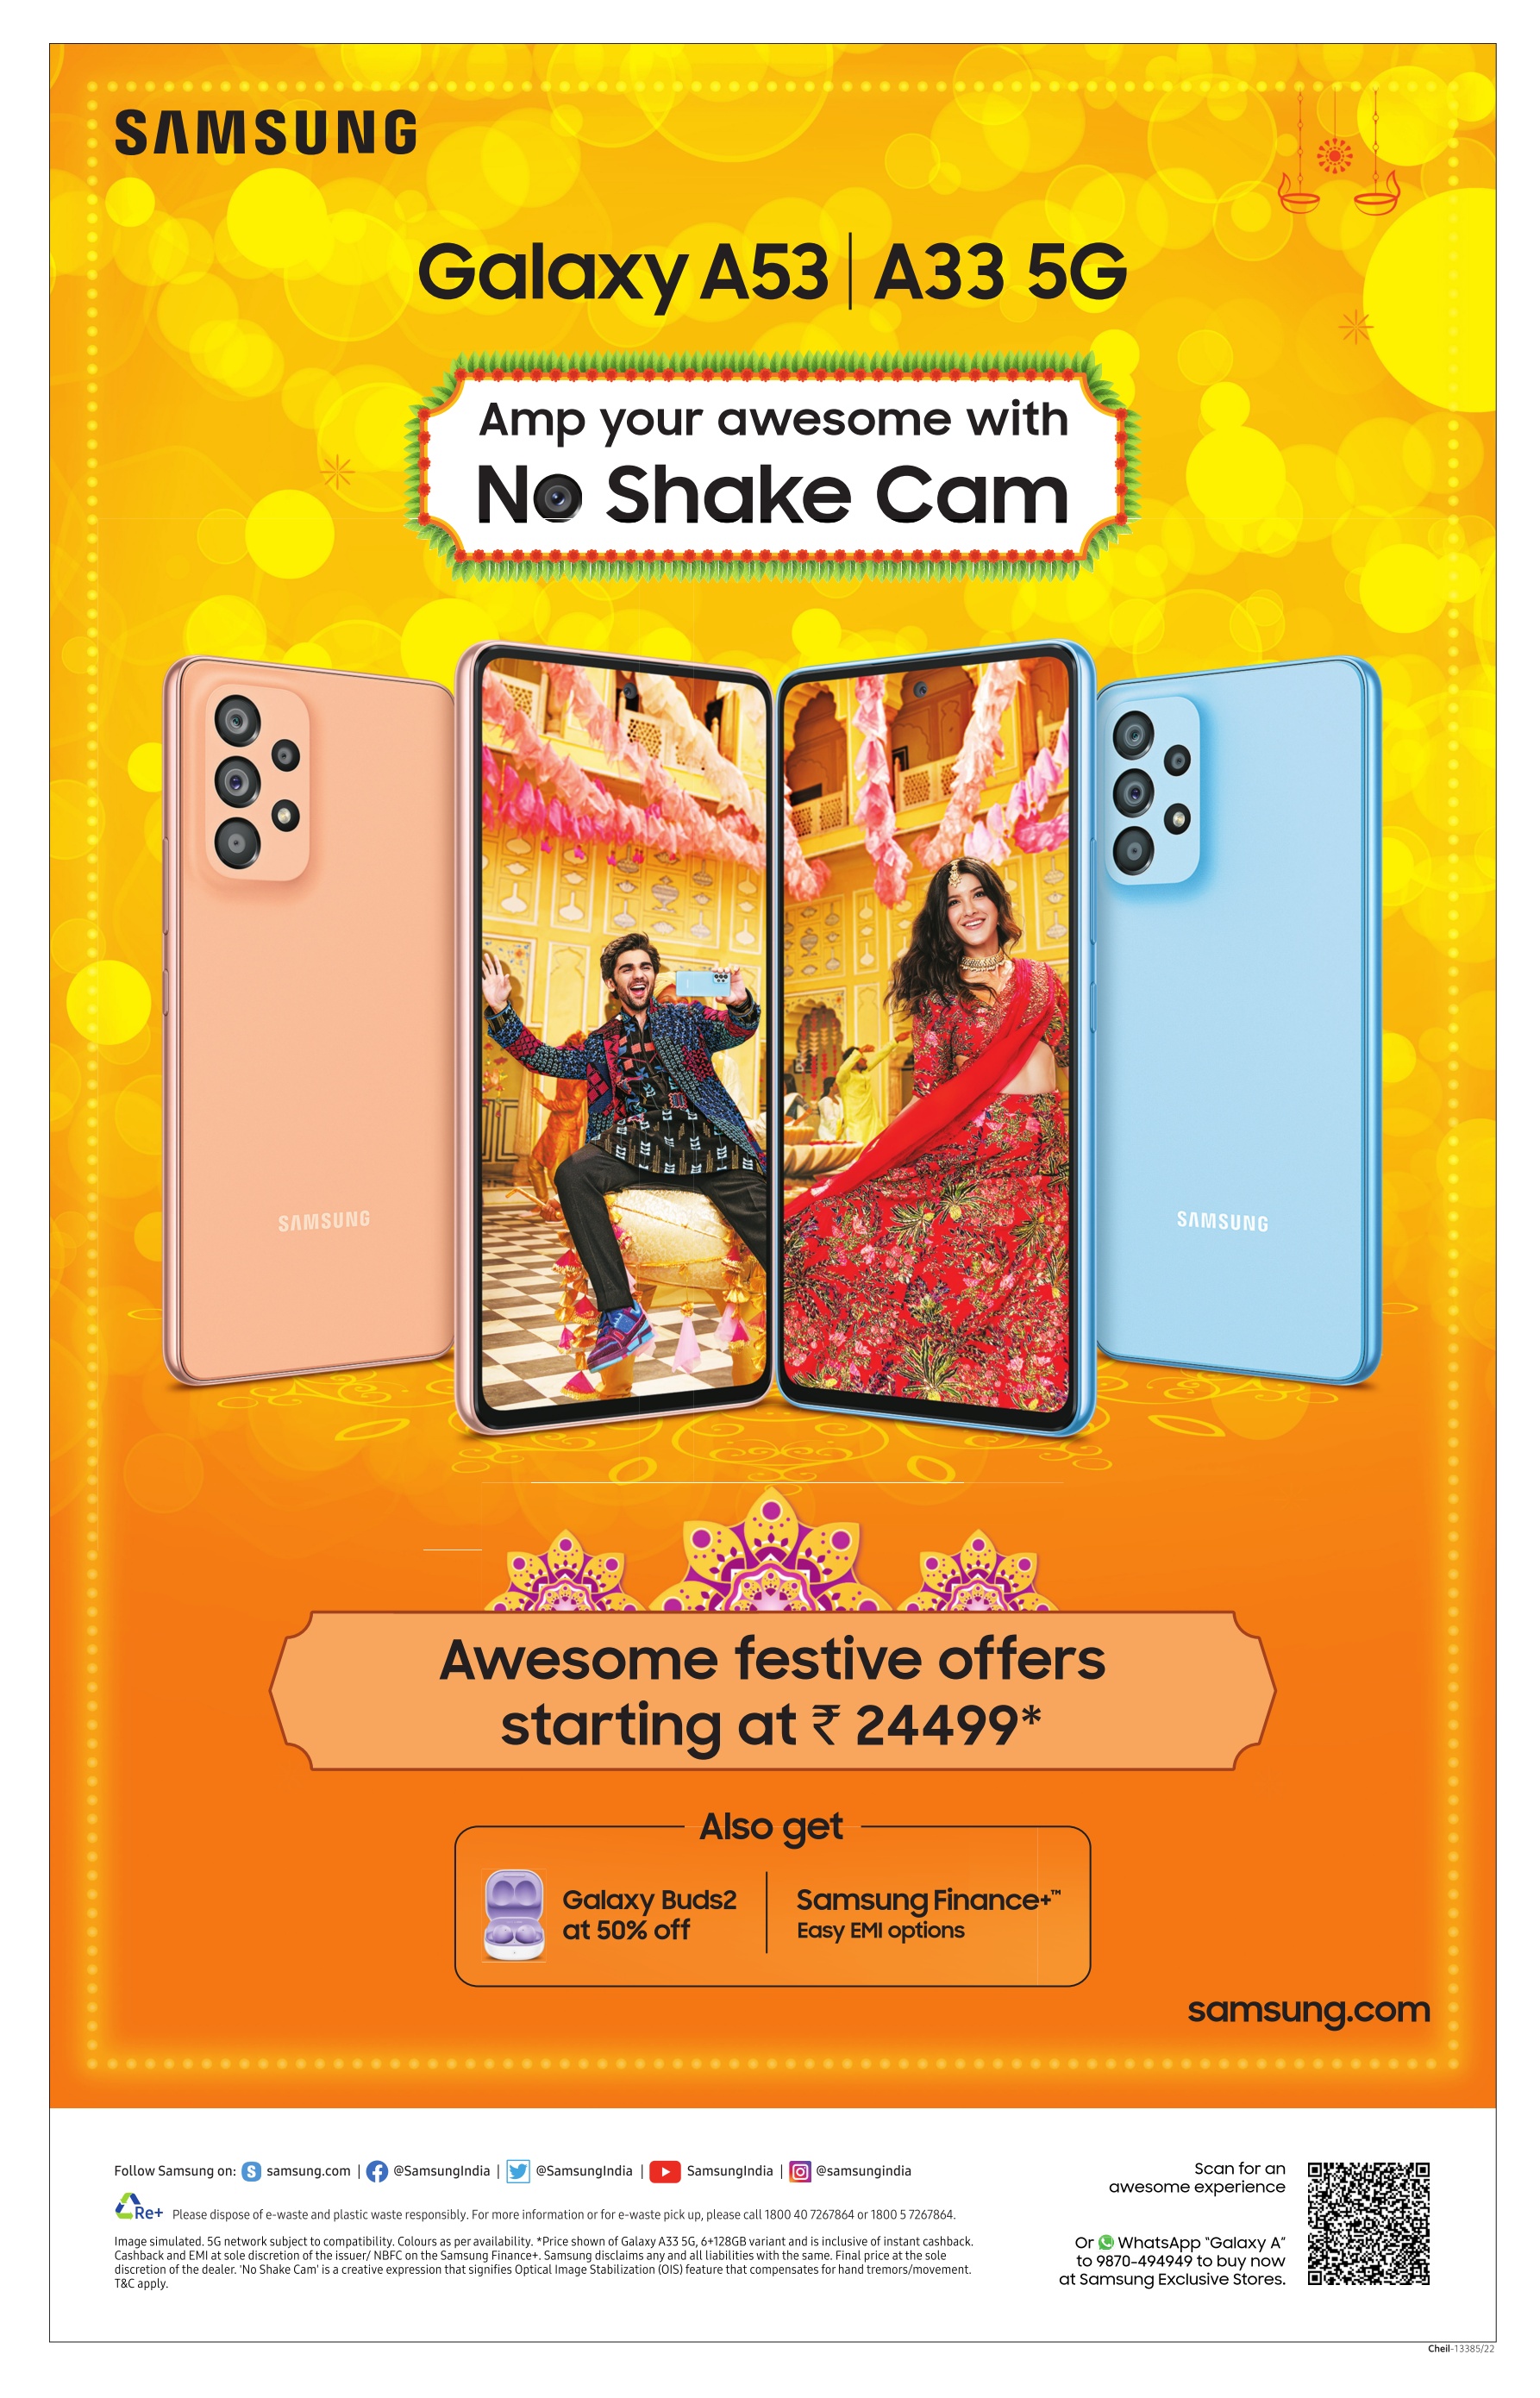 SAMSUNG
Galaxy A53 | A33 5G
Amp your awesome with
No Shake Cam
SAMSUNG
SAMSUNG
Awesome festive offers
starting at ₹ 24499*
Also get
Galaxy Buds2
at 50% off
Samsung Finance+™
Easy EMI options
samsung.com
Follow Samsung on: samsung.com | @SamsungIndia | @SamsungIndia | SamsungIndia | @samsungindia
Re+ Please dispose of e-waste and plastic waste responsibly. For more information or for e-waste pick up, please call 1800 40 7267864 or 1800 5 7267864.
Image simulated. 5G network subject to compatibility. Colours as per availability. *Price shown of Galaxy A33 5G, 6+128GB variant and is inclusive of instant cashback.
Cashback and EMI at sole discretion of the issuer/ NBFC on the Samsung Finance+. Samsung disclaims any and all liabilities with the same. Final price at the sole
discretion of the dealer. 'No Shake Cam' is a creative expression that signifies Optical Image Stabilization (OIS) feature that compensates for hand tremors/movement.
T&C apply.
Scan for an
awesome experience
Or WhatsApp "Galaxy A"
to 9870-494949 to buy now
at Samsung Exclusive Stores.
Cheil-13385/22